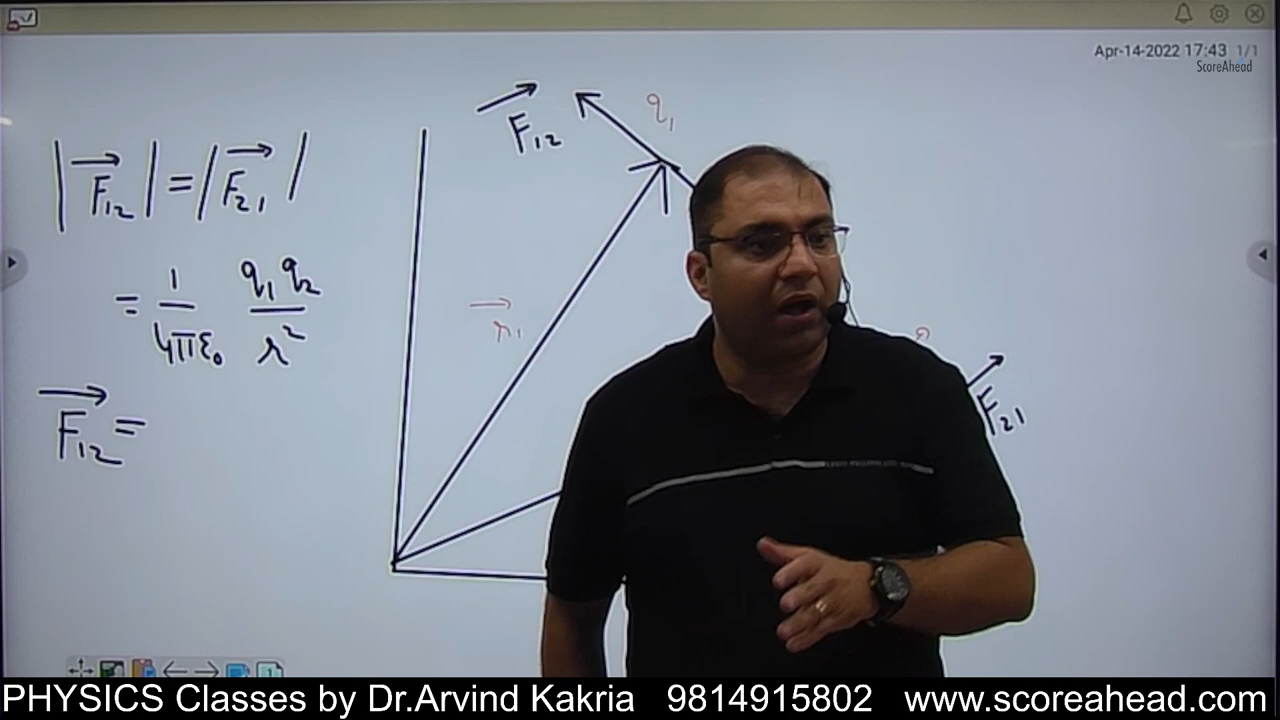 Apr-14-2022 17:43 1/1
ScoreAhead
|F₁₂| = |F₂₁|
= 1/4πε₀ q₁q₂/r²
F₁₂ =
F₁₂
q₁
r₁
F₂₁
PHYSICS Classes by Dr.Arvind Kakria 9814915802 www.scoreahead.com